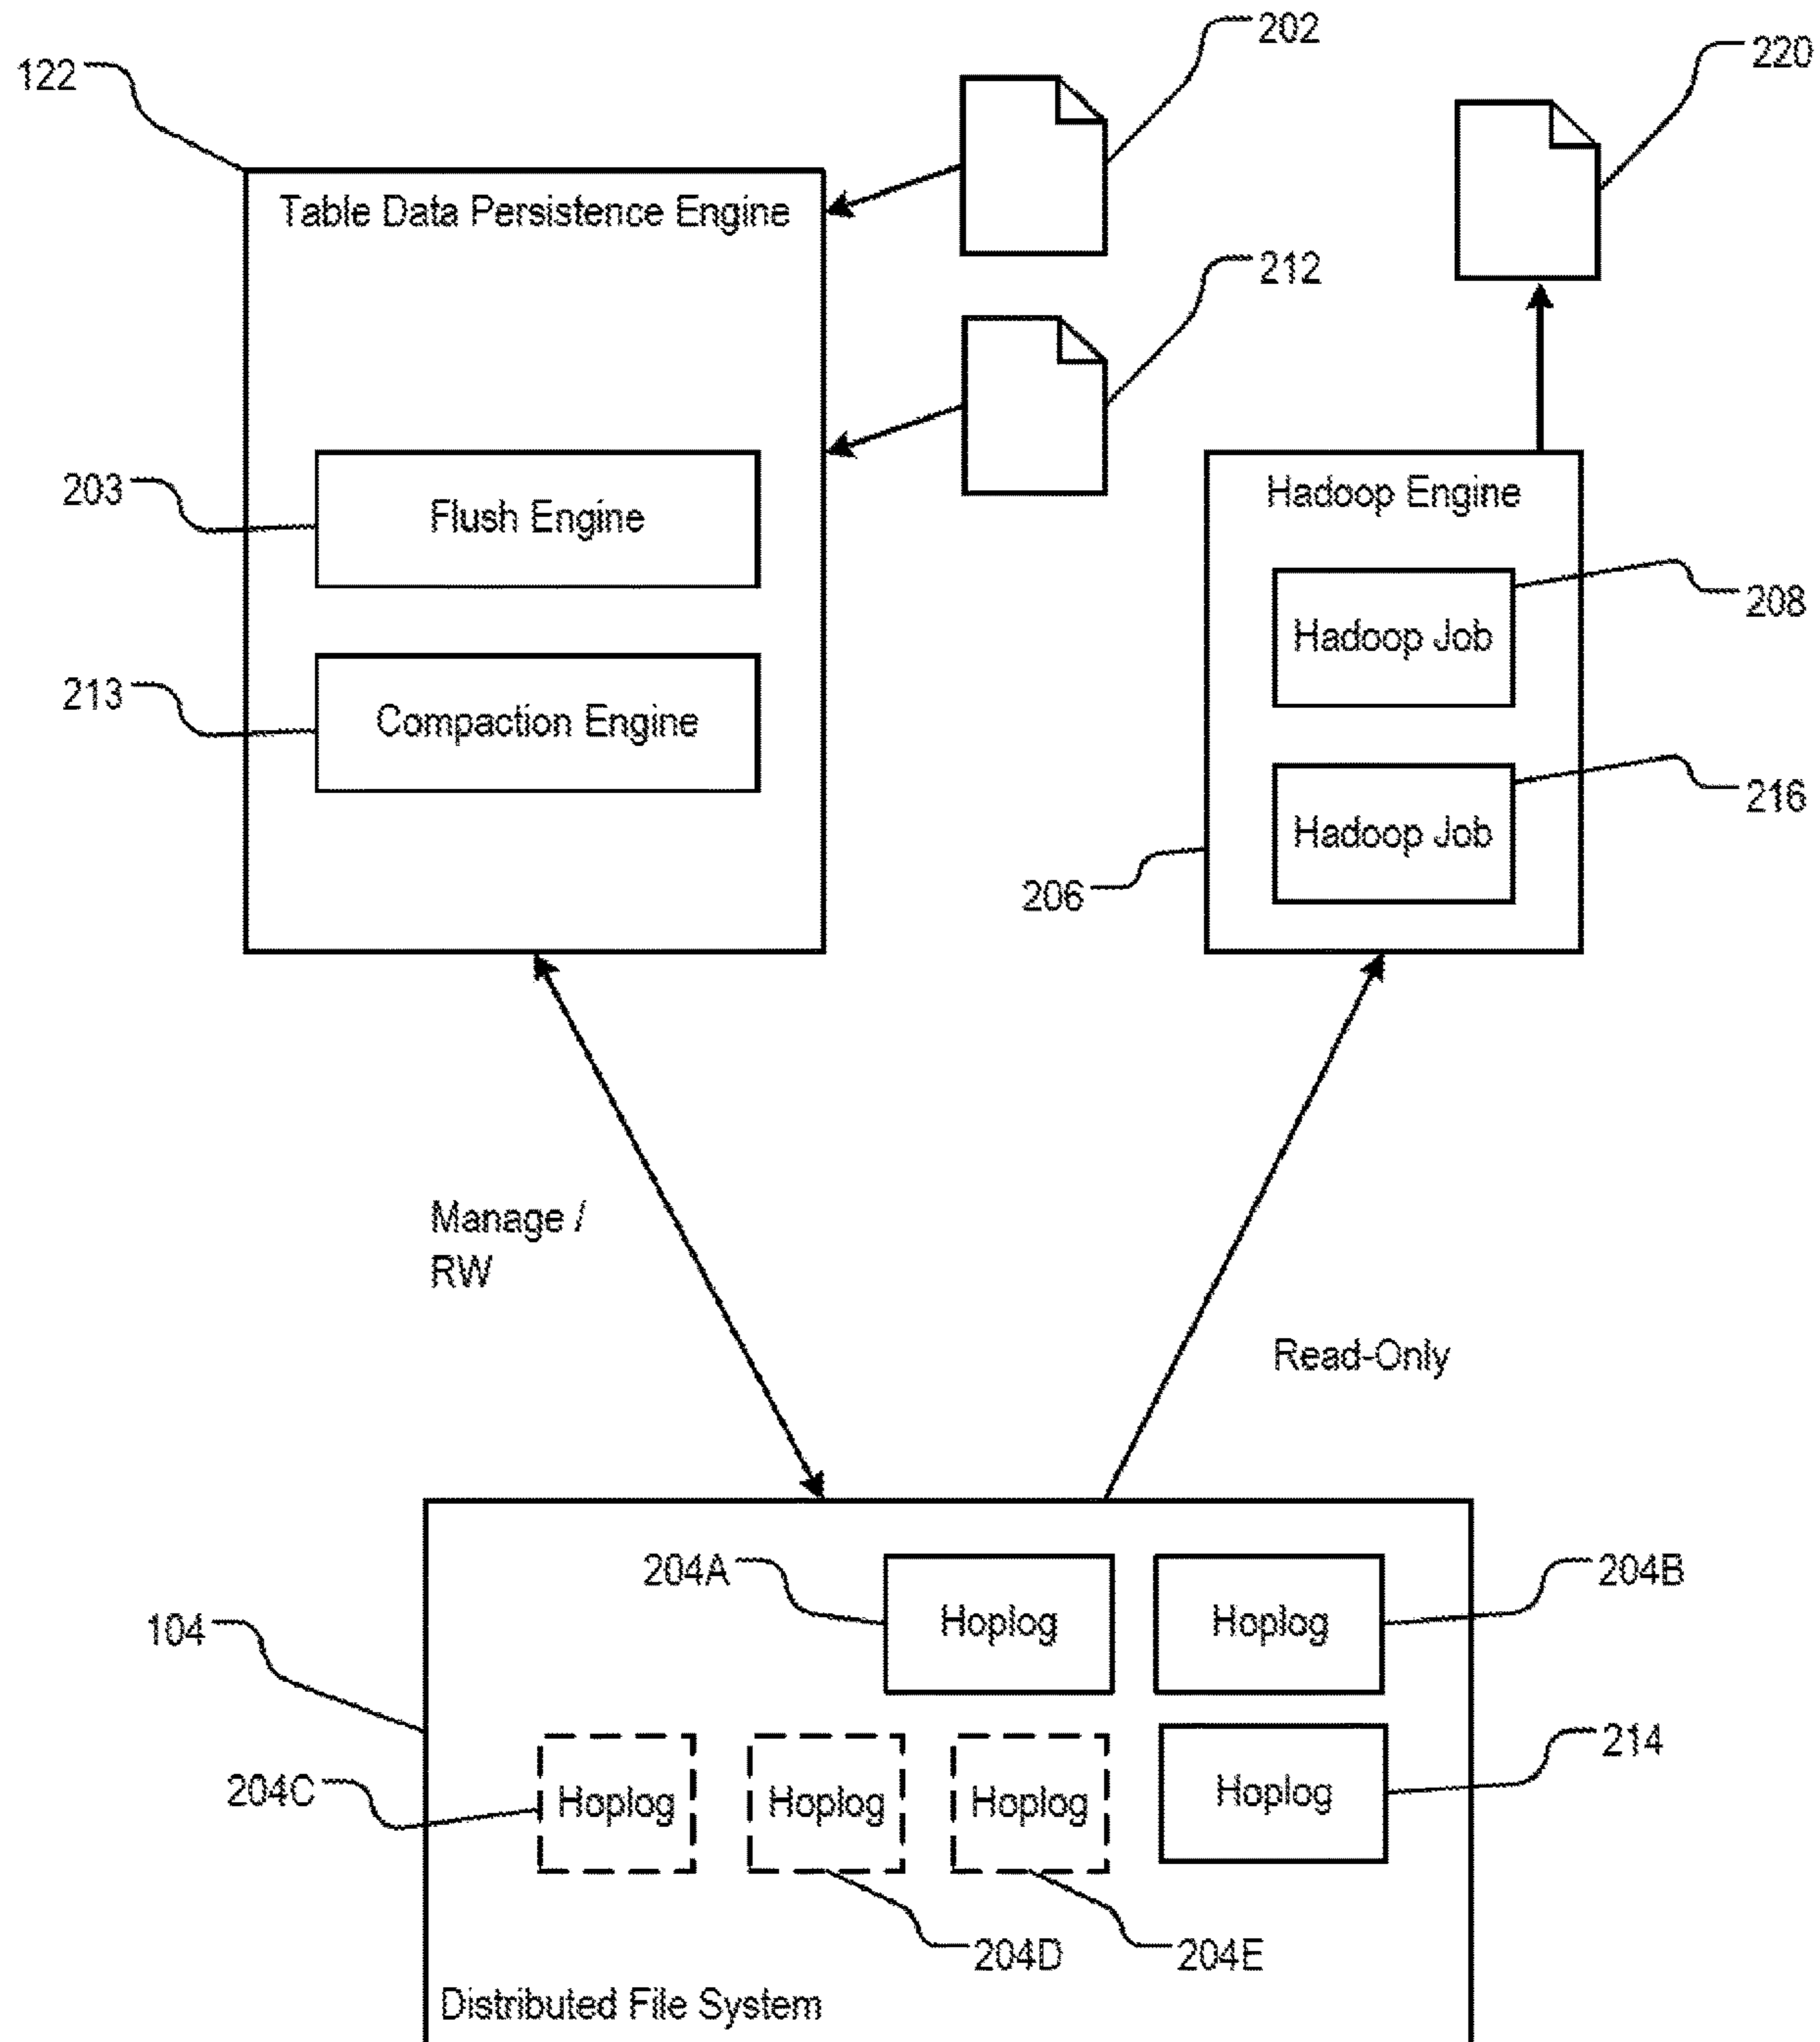 202
220
122
Table Data Persistence Engine
212
203
Flush Engine
Hadoop Engine
208
Hadoop Job
213
Compaction Engine
216
Hadoop Job
206
Manage /
RW
Read-Only
204A
Hoplog
Hoplog
204B
104
214
204C
Hoplog
Hoplog
Hoplog
Hoplog
204D
204E
Distributed File System